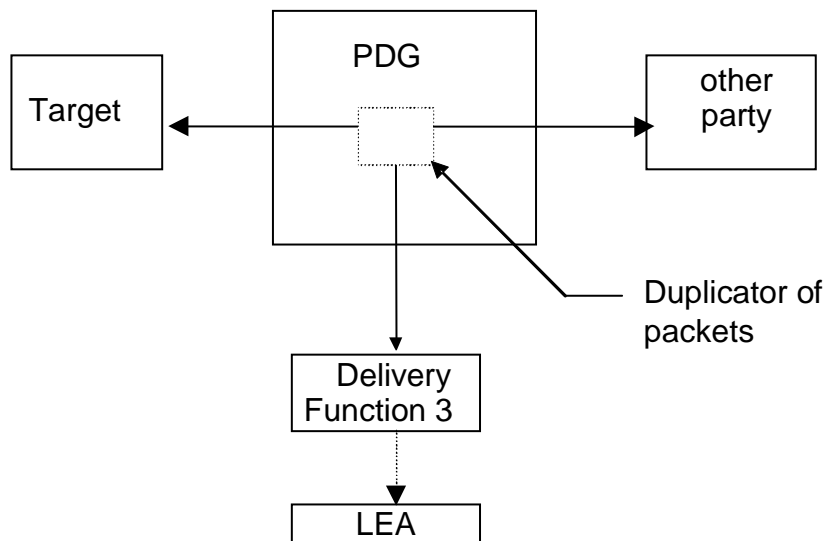 PDG
Target
other
party
Duplicator of
packets
Delivery
Function 3
LEA